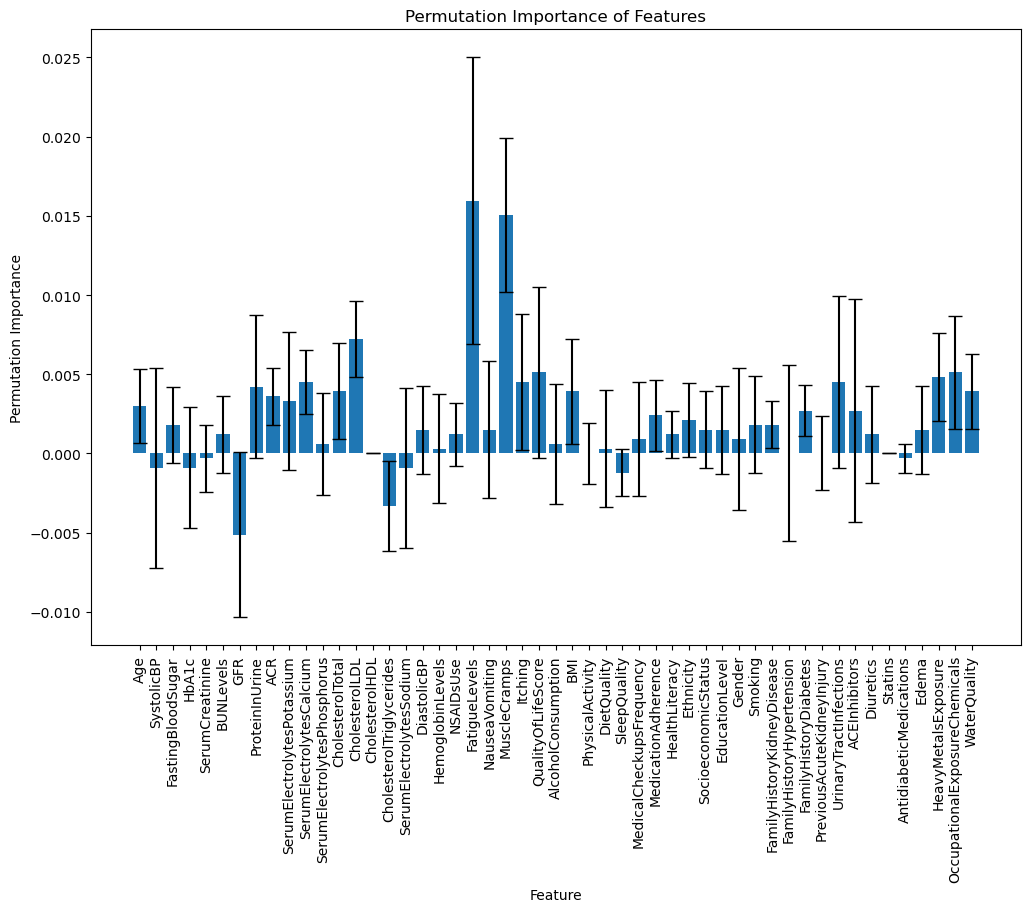 Permutation Importance of Features
Permutation Importance
0.025
0.020
0.015
0.010
0.005
0.000
−0.005
−0.010
Age
SystolicBP
FastingBloodSugar
HbA1c
SerumCreatinine
BUNLevels
GFR
ProteinInUrine
ACR
SerumElectrolytesPotassium
SerumElectrolytesCalcium
SerumElectrolytesPhosphorus
CholesterolTotal
CholesterolLDL
CholesterolHDL
CholesterolTriglycerides
SerumElectrolytesSodium
DiastolicBP
HemoglobinLevels
NSAIDsUse
FatigueLevels
NauseaVomiting
MuscleCramps
Itching
QualityOfLifeScore
AlcoholConsumption
BMI
PhysicalActivity
DietQuality
SleepQuality
MedicalCheckupsFrequency
MedicationAdherence
HealthLiteracy
Ethnicity
SocioeconomicStatus
EducationLevel
Gender
Smoking
FamilyHistoryKidneyDisease
FamilyHistoryHypertension
FamilyHistoryDiabetes
PreviousAcuteKidneyInjury
UrinaryTractInfections
ACEInhibitors
Diuretics
Statins
AntidiabeticMedications
Edema
HeavyMetalsExposure
OccupationalExposureChemicals
WaterQuality
Feature